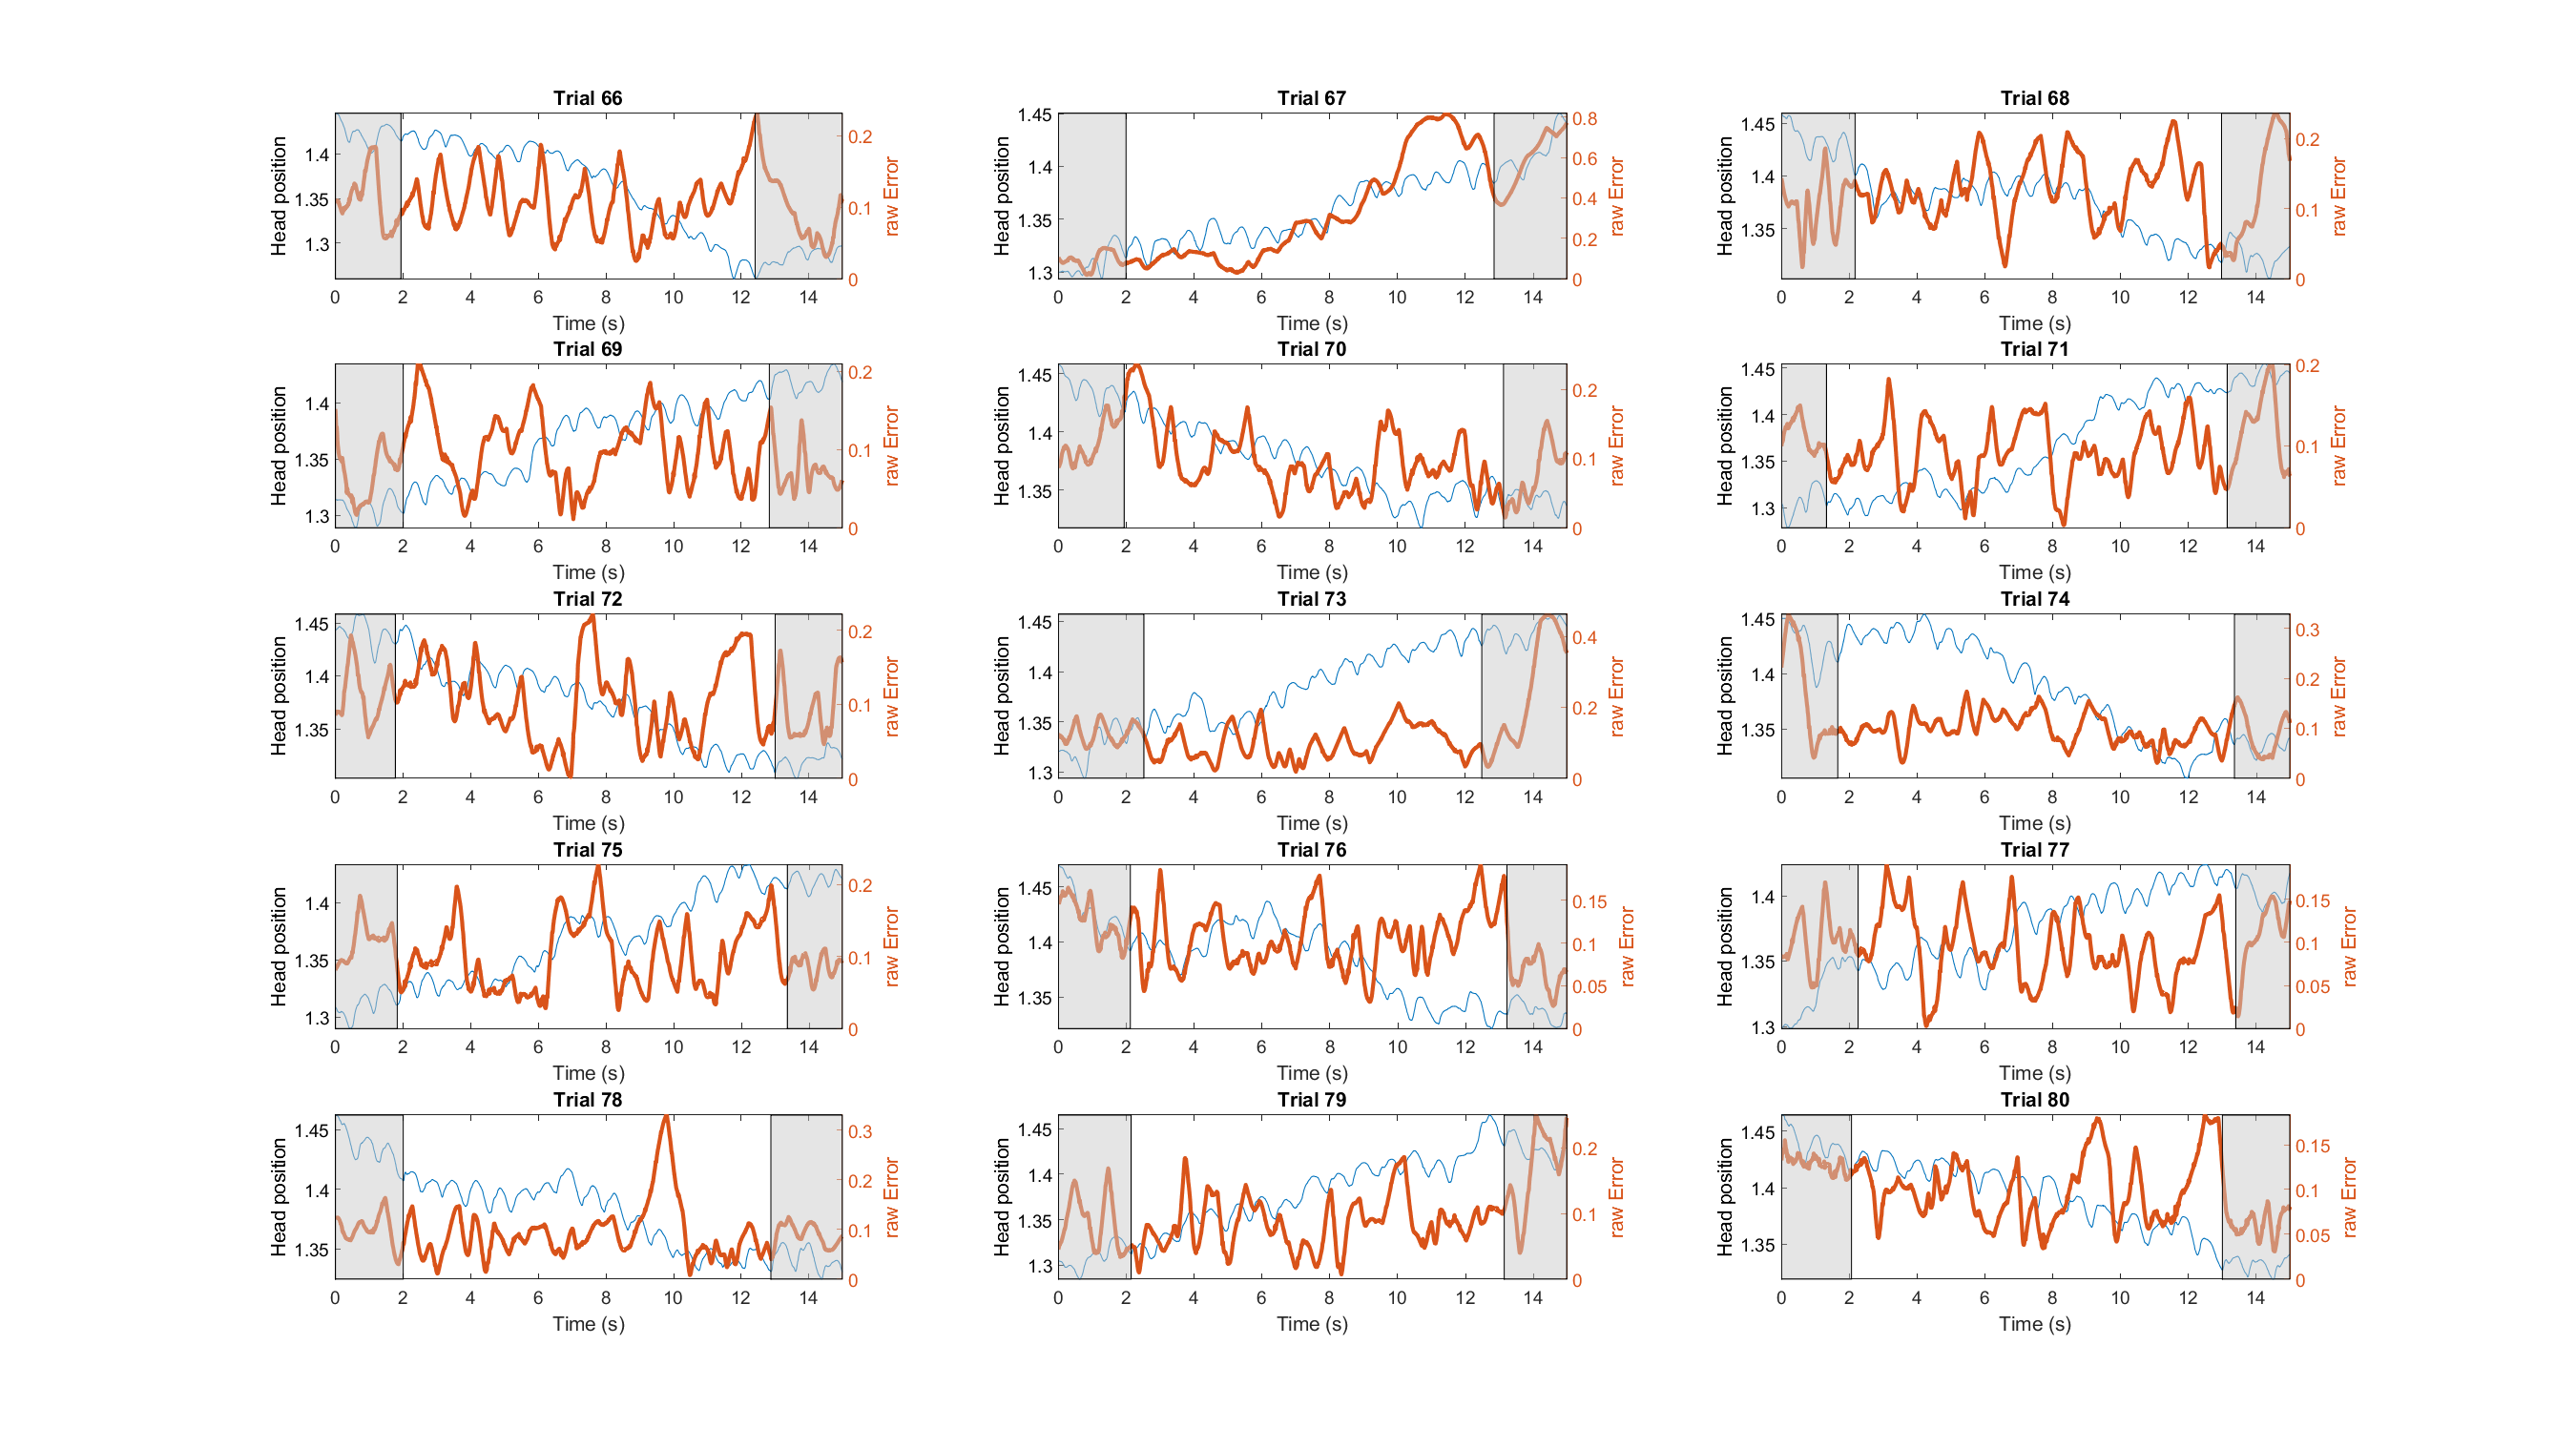 Trial 66
Head position
1.4
1.35
1.3
0.2
0.1
0
raw Error
0 2 4 6 8 10 12 14
Time (s)
Trial 67
Head position
1.45
1.4
1.35
1.3
0.8
0.6
0.4
0.2
0
raw Error
0 2 4 6 8 10 12 14
Time (s)
Trial 68
Head position
1.45
1.4
1.35
0.2
0.1
0
raw Error
0 2 4 6 8 10 12 14
Time (s)
Trial 69
Head position
1.4
1.35
1.3
0.2
0.1
0
raw Error
0 2 4 6 8 10 12 14
Time (s)
Trial 70
Head position
1.45
1.4
1.35
0.2
0.1
0
raw Error
0 2 4 6 8 10 12 14
Time (s)
Trial 71
Head position
1.45
1.4
1.35
1.3
0.2
0.1
0
raw Error
0 2 4 6 8 10 12 14
Time (s)
Trial 72
Head position
1.45
1.4
1.35
0.2
0.1
0
raw Error
0 2 4 6 8 10 12 14
Time (s)
Trial 73
Head position
1.45
1.4
1.35
1.3
0.4
0.2
0
raw Error
0 2 4 6 8 10 12 14
Time (s)
Trial 74
Head position
1.45
1.4
1.35
0.3
0.2
0.1
0
raw Error
0 2 4 6 8 10 12 14
Time (s)
Trial 75
Head position
1.4
1.35
1.3
0.2
0.1
0
raw Error
0 2 4 6 8 10 12 14
Time (s)
Trial 76
Head position
1.45
1.4
1.35
0.15
0.1
0.05
0
raw Error
0 2 4 6 8 10 12 14
Time (s)
Trial 77
Head position
1.4
1.35
1.3
0.15
0.1
0.05
0
raw Error
0 2 4 6 8 10 12 14
Time (s)
Trial 78
Head position
1.45
1.4
1.35
0.3
0.2
0.1
0
raw Error
0 2 4 6 8 10 12 14
Time (s)
Trial 79
Head position
1.45
1.4
1.35
1.3
0.2
0.1
0
raw Error
0 2 4 6 8 10 12 14
Time (s)
Trial 80
Head position
1.45
1.4
1.35
0.15
0.1
0.05
0
raw Error
0 2 4 6 8 10 12 14
Time (s)